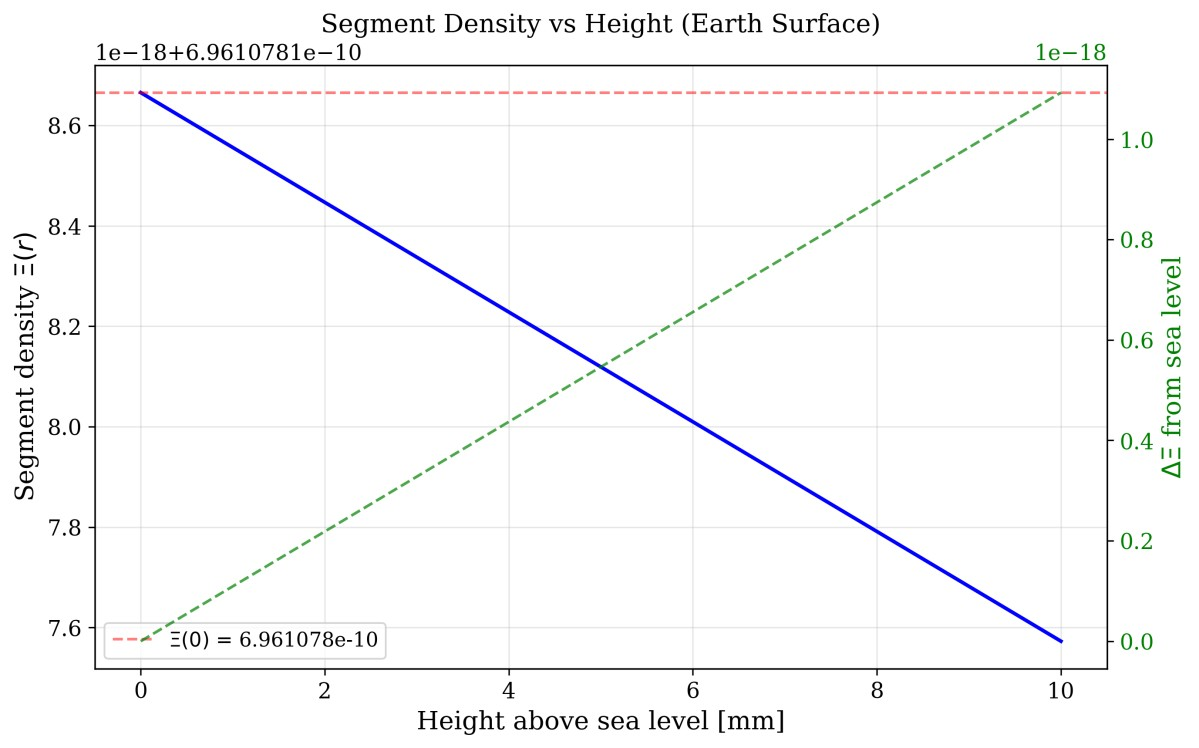 Segment Density vs Height (Earth Surface)
1e−18+6.9610781e−10
1e−18
8.6
8.4
8.2
8.0
7.8
7.6
Segment density Ξ(r)
1.0
0.8
0.6
0.4
0.2
0.0
ΔΞ from sea level
Ξ(0) = 6.961078e-10
0 2 4 6 8 10
Height above sea level [mm]